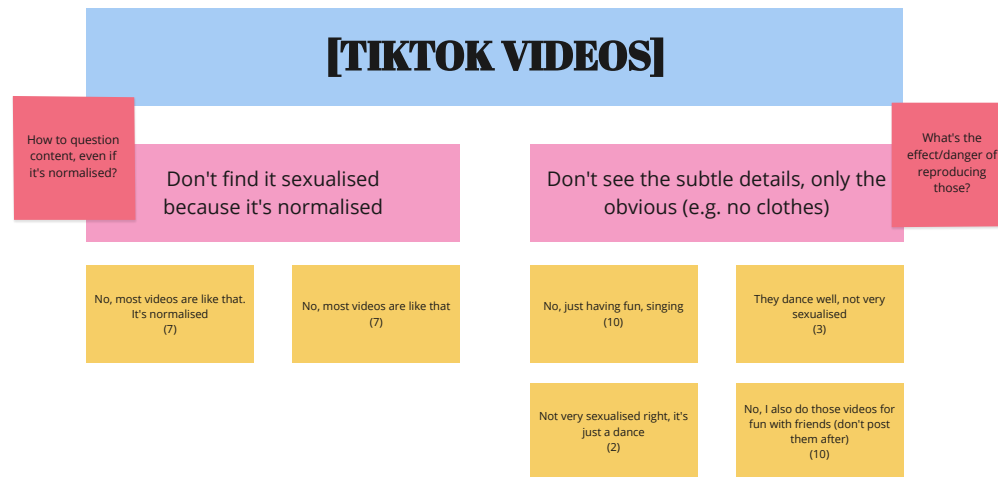 [TIKTOK VIDEOS]
How to question
content, even if
it's normalised?
What's the
effect/danger of
reproducing
those?
Don't find it sexualised
because it's normalised
Don't see the subtle details, only the
obvious (e.g. no clothes)
No, most videos are like that.
It's normalised
(7)
No, most videos are like that
(7)
No, just having fun, singing
(10)
They dance well, not very
sexualised
(3)
Not very sexualised right, it's
just a dance
(2)
No, I also do those videos for
fun with friends (don't post
them after)
(10)